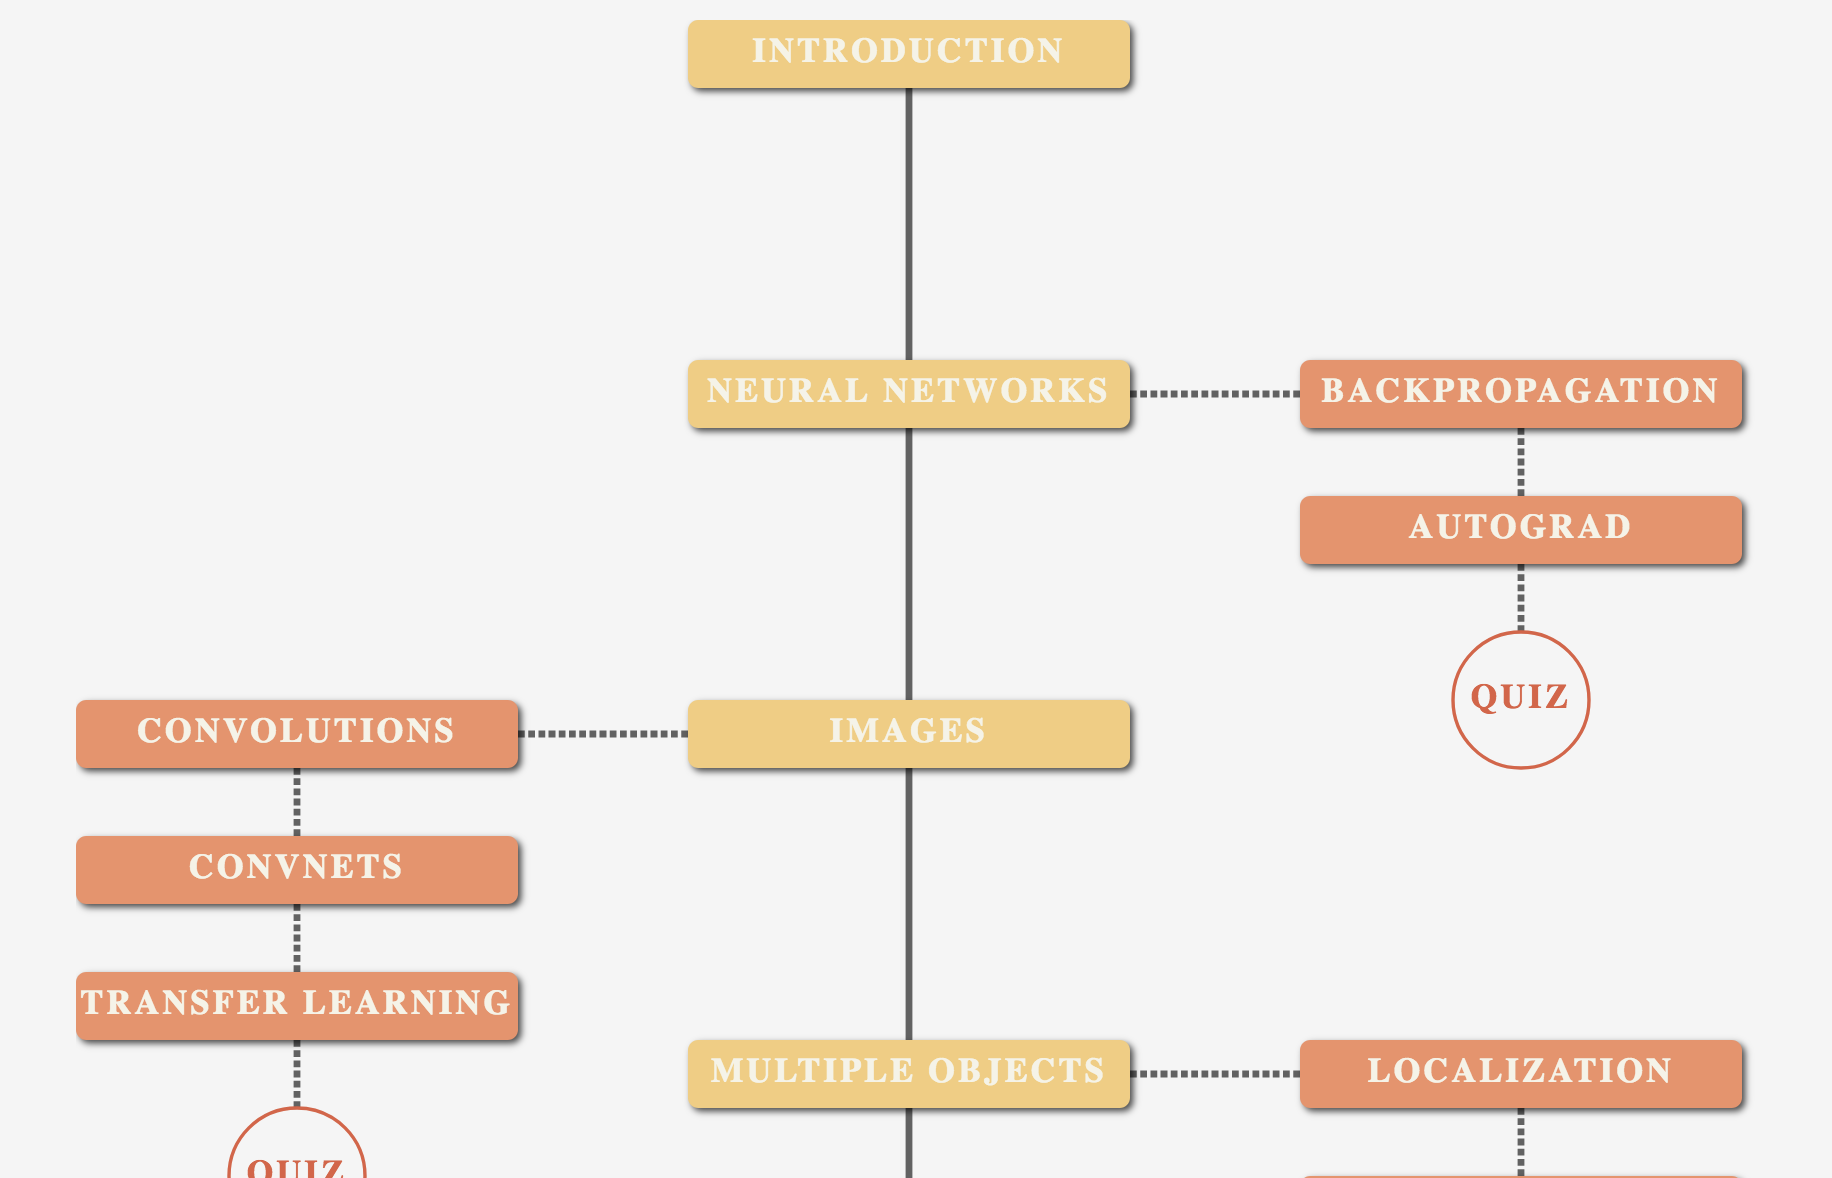 INTRODUCTION
NEURAL NETWORKS
BACKPROPAGATION
AUTOGRAD
QUIZ
CONVOLUTIONS
IMAGES
CONVNETS
TRANSFER LEARNING
MULTIPLE OBJECTS
LOCALIZATION
QUIZ